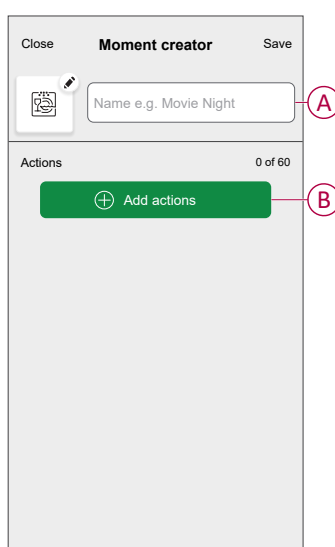 Close Moment creator Save
Name e.g. Movie Night
A
Actions 0 of 60
Add actions
B